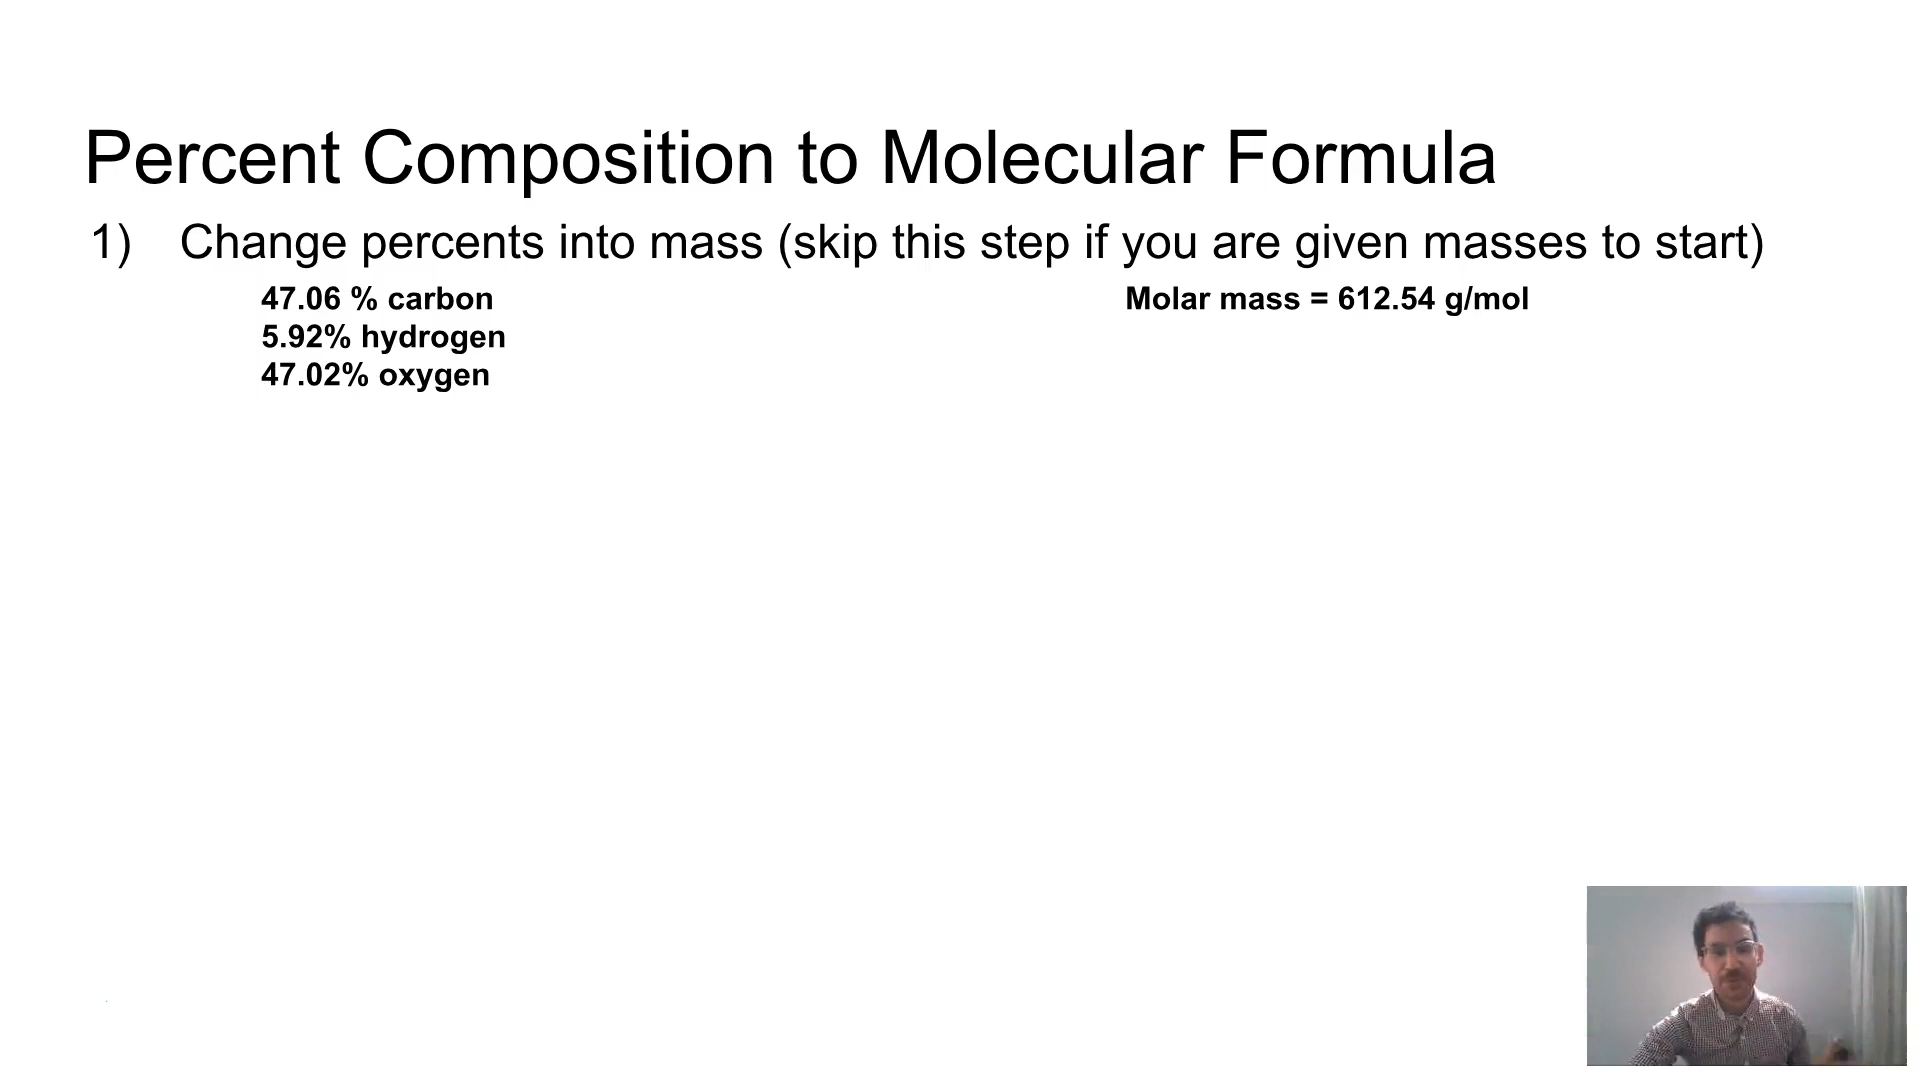 Percent Composition to Molecular Formula
1) Change percents into mass (skip this step if you are given masses to start)
47.06 % carbon
Molar mass = 612.54 g/mol
5.92% hydrogen
47.02% oxygen